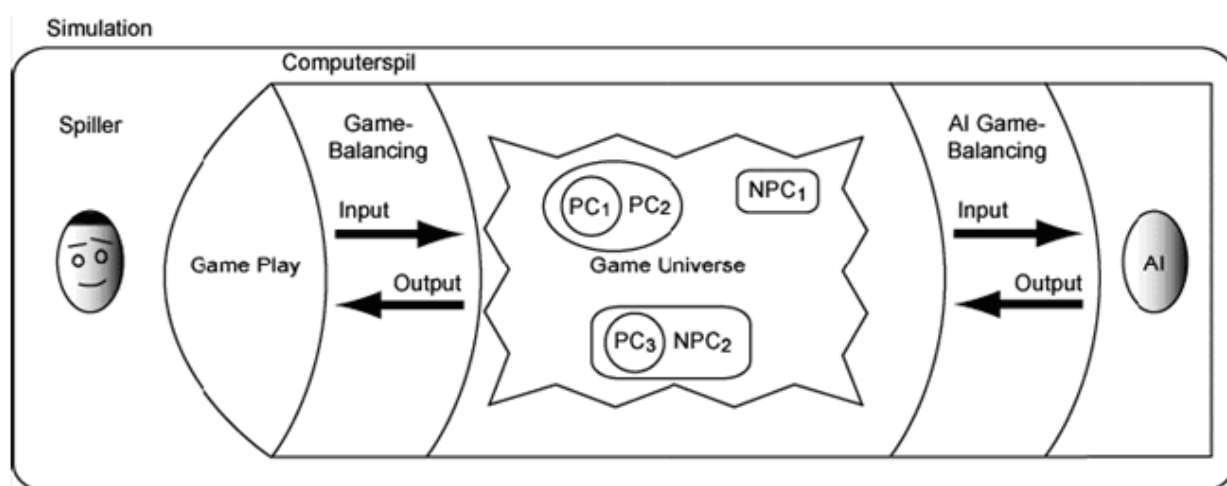 Simulation
Computerspil
Spiller
Game-
Balancing
AI Game-
Balancing
PC1 PC2
NPC1
Input
Input
Game Play
Game Universe
AI
Output
Output
PC3 NPC2